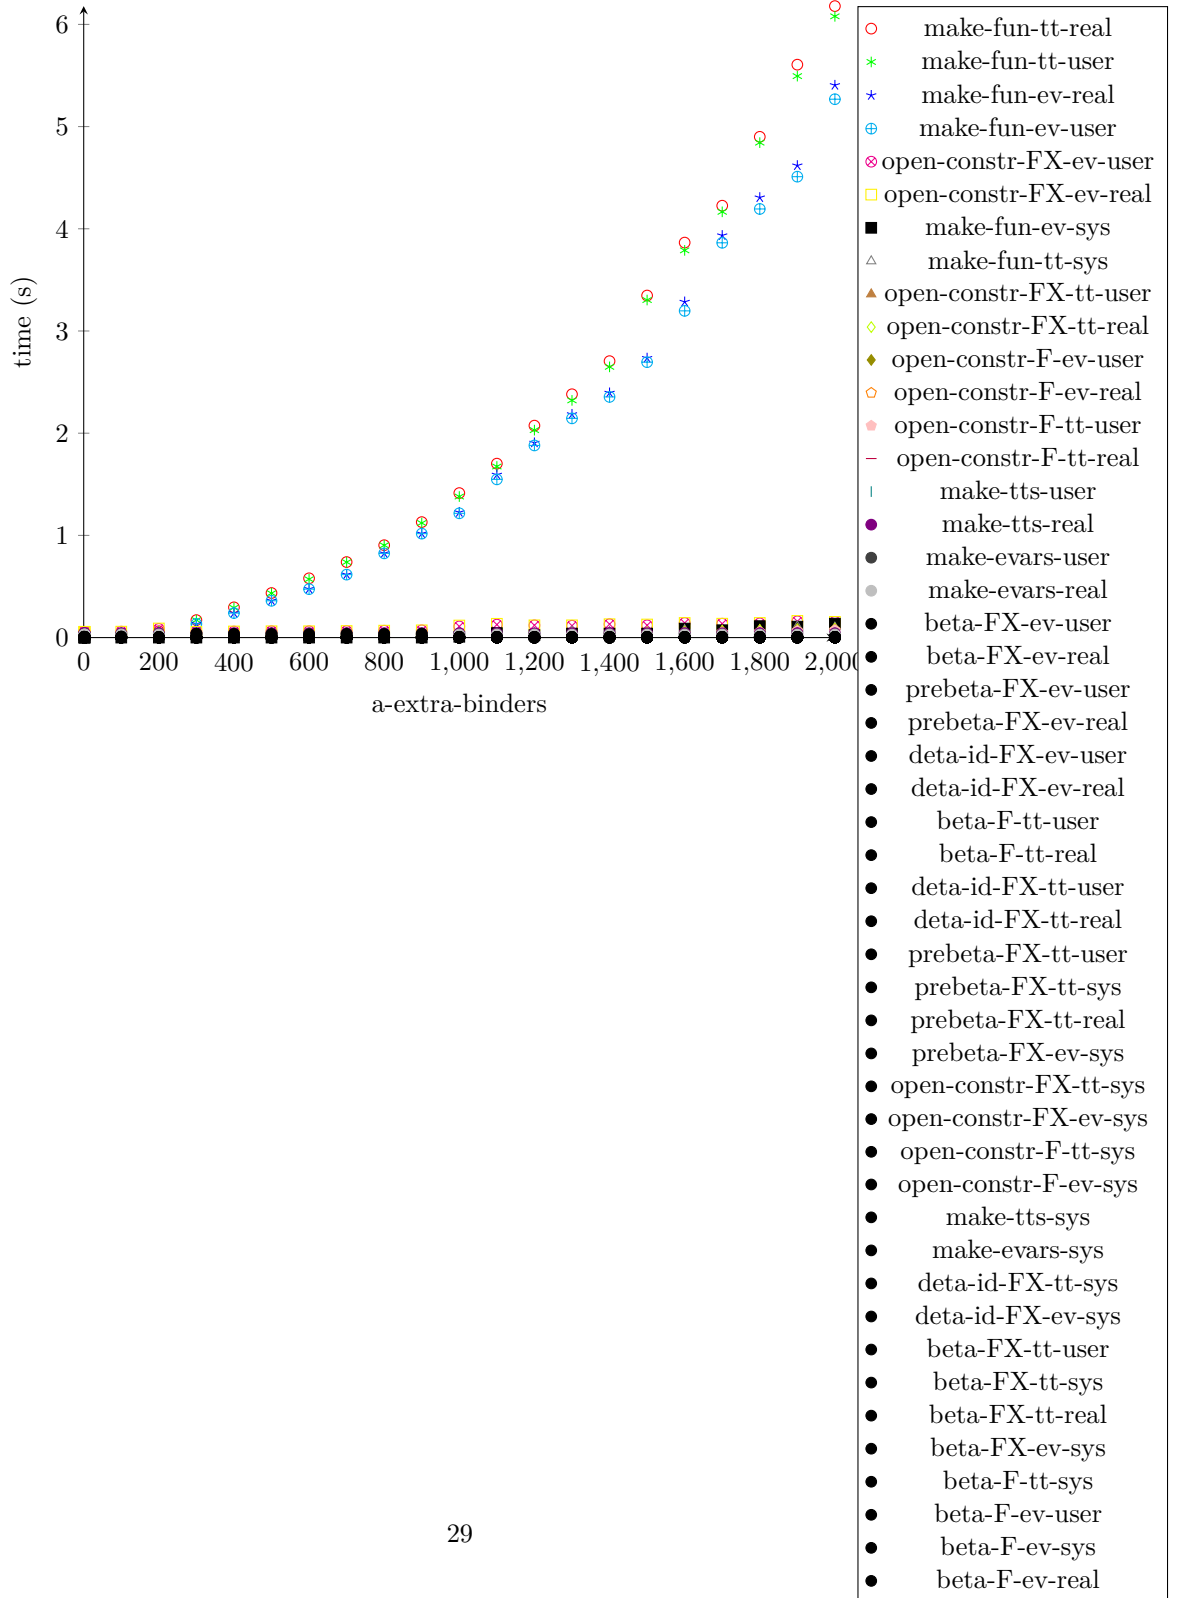 6
5
4
3
2
1
0
time (s)
0 200 400 600 800 1,000 1,200 1,400 1,600 1,800 2,000
a-extra-binders
make-fun-tt-real
make-fun-tt-user
make-fun-ev-real
make-fun-ev-user
open-constr-FX-ev-user
open-constr-FX-ev-real
make-fun-ev-sys
make-fun-tt-sys
open-constr-FX-tt-user
open-constr-FX-tt-real
open-constr-F-ev-user
open-constr-F-ev-real
open-constr-F-tt-user
open-constr-F-tt-real
make-tts-user
make-tts-real
make-evars-user
make-evars-real
beta-FX-ev-user
beta-FX-ev-real
prebeta-FX-ev-user
prebeta-FX-ev-real
deta-id-FX-ev-user
deta-id-FX-ev-real
beta-F-tt-user
beta-F-tt-real
deta-id-FX-tt-user
deta-id-FX-tt-real
prebeta-FX-tt-user
prebeta-FX-tt-sys
prebeta-FX-tt-real
prebeta-FX-ev-sys
open-constr-FX-tt-sys
open-constr-FX-ev-sys
open-constr-F-tt-sys
open-constr-F-ev-sys
make-tts-sys
make-evars-sys
deta-id-FX-tt-sys
deta-id-FX-ev-sys
beta-FX-tt-user
beta-FX-tt-sys
beta-FX-tt-real
beta-FX-ev-sys
beta-F-tt-sys
beta-F-ev-user
beta-F-ev-sys
beta-F-ev-real
29